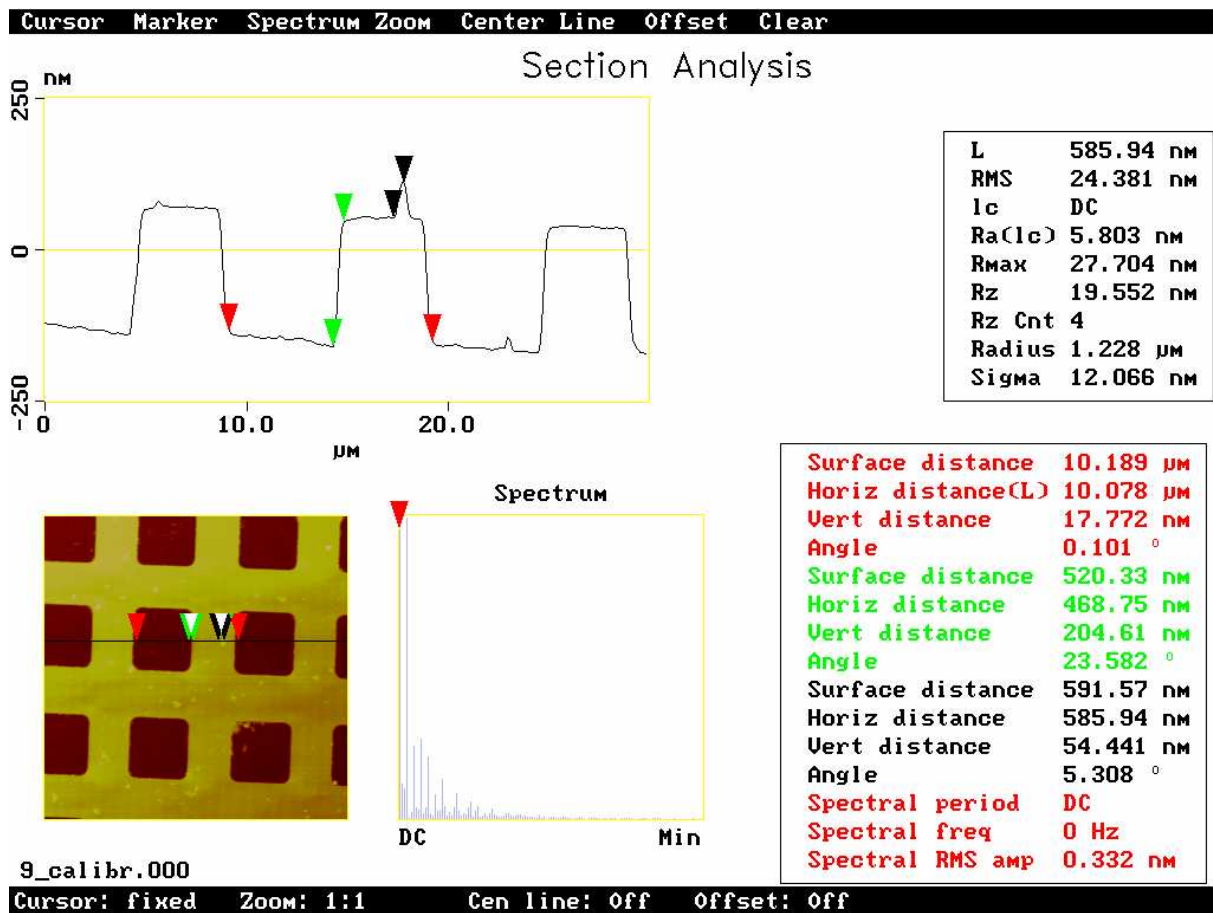 Cursor Marker Spectrum Zoom Center Line Offset Clear
Section Analysis
nM
250
0
-250
0 10.0 20.0
µM
L 585.94 nM
RMS 24.381 nM
lc DC
Ra(lc) 5.803 nM
Rmax 27.704 nM
Rz 19.552 nM
Rz Cnt 4
Radius 1.228 µM
Sigma 12.066 nM
Surface distance 10.189 µM
Horiz distance(L) 10.078 µM
Vert distance 17.772 nM
Angle 0.101 °
Surface distance 520.33 nM
Horiz distance 468.75 nM
Vert distance 204.61 nM
Angle 23.582 °
Surface distance 591.57 nM
Horiz distance 585.94 nM
Vert distance 54.441 nM
Angle 5.308 °
Spectral period DC
Spectral freq 0 Hz
Spectral RMS amp 0.332 nM
Spectrum
DC Min
9_calibr.000
Cursor: fixed Zoom: 1:1 Cen line: Off Offset: Off